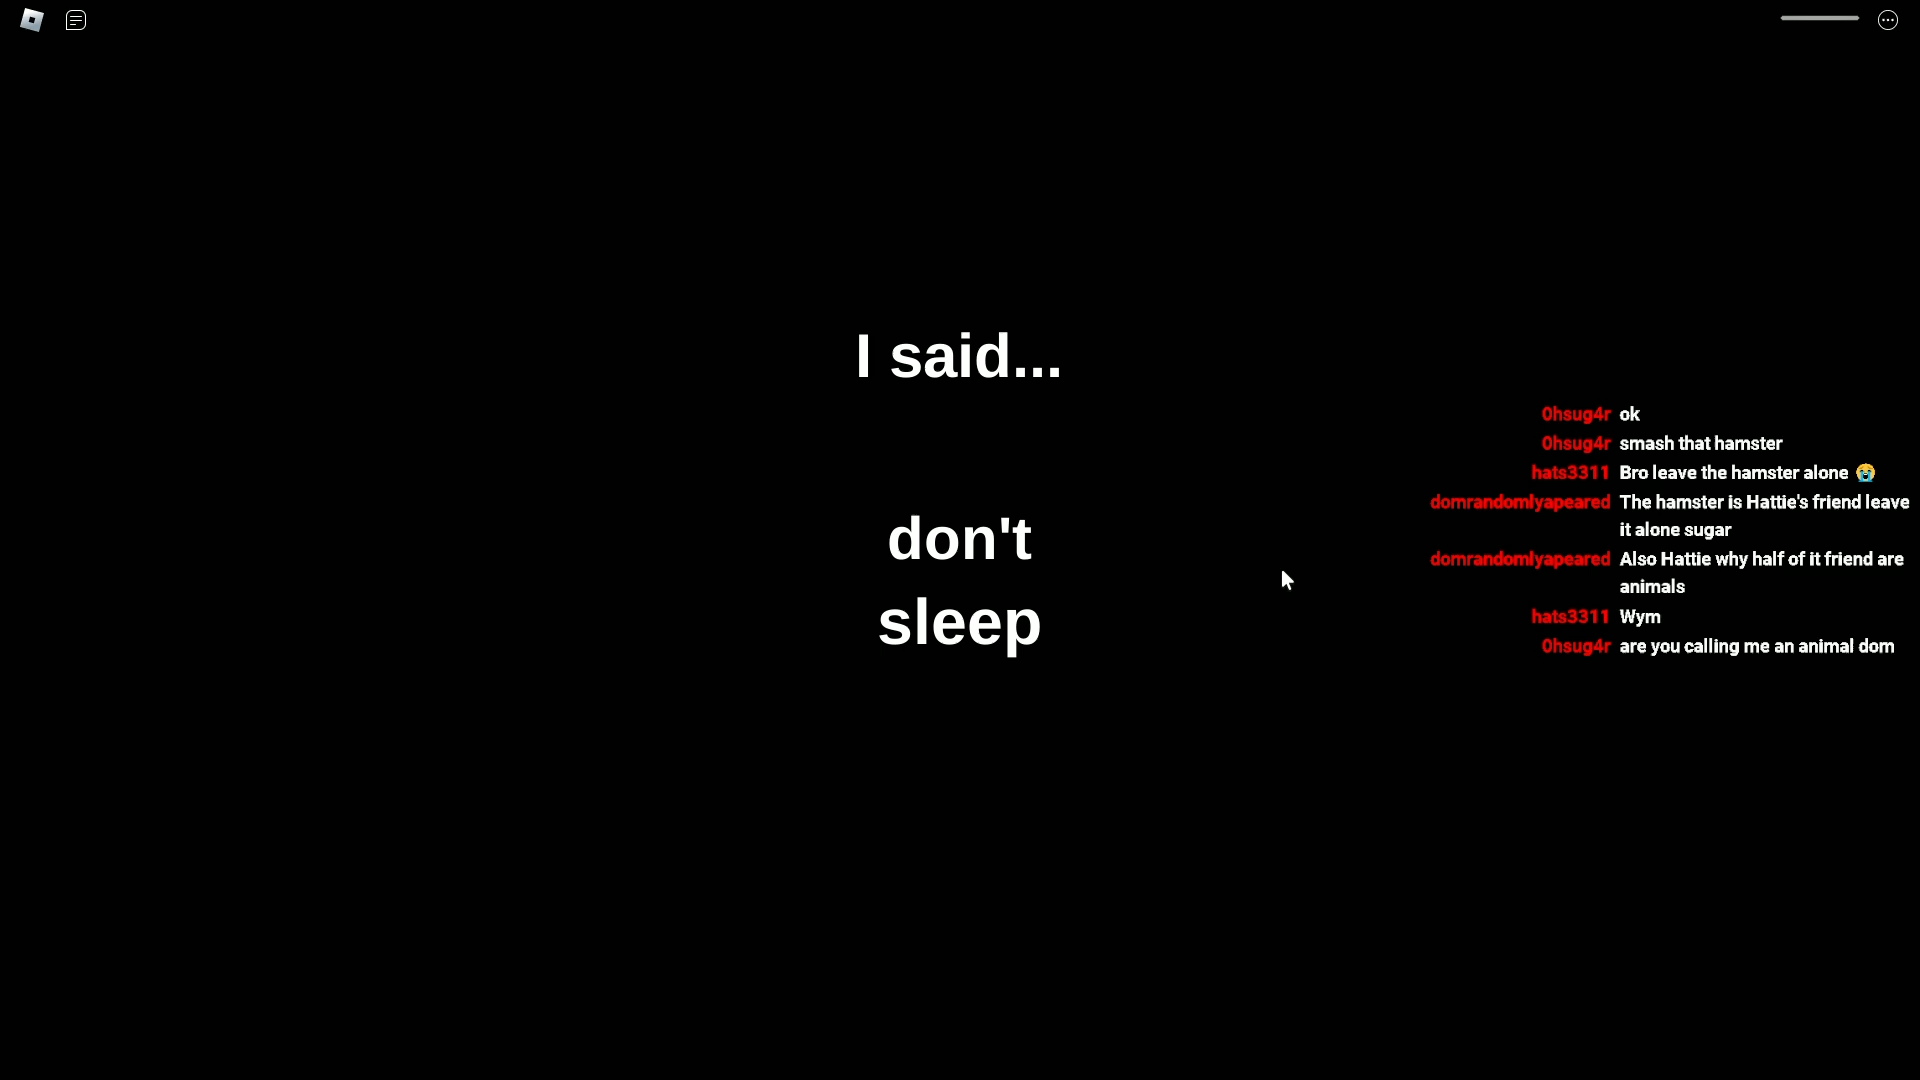 I said...
don't
sleep
0hsug4r ok
0hsug4r smash that hamster
hats3311 Bro leave the hamster alone 😭
domrandomlyapeared The hamster is Hattie's friend leave
it alone sugar
domrandomlyapeared Also Hattie why half of it friend are
animals
hats3311 Wym
0hsug4r are you calling me an animal dom